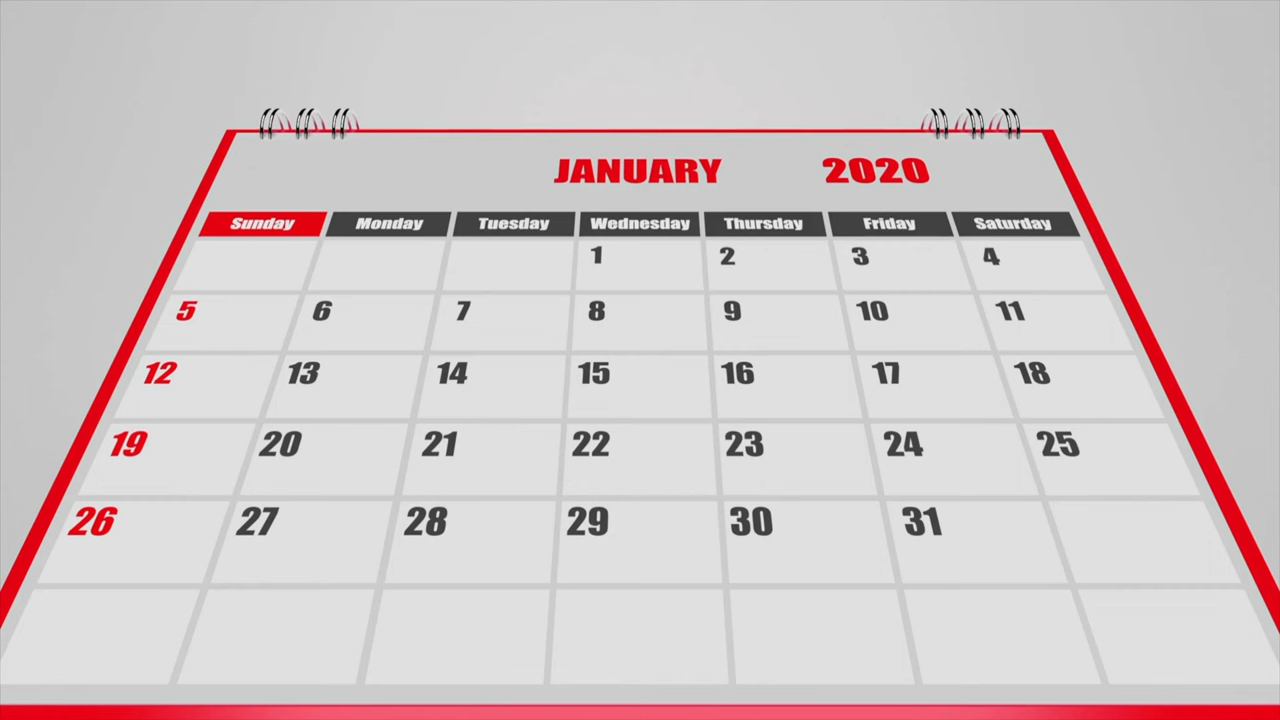 JANUARY 2020
Sunday Monday Tuesday Wednesday Thursday Friday Saturday
1 2 3 4
5 6 7 8 9 10 11
12 13 14 15 16 17 18
19 20 21 22 23 24 25
26 27 28 29 30 31